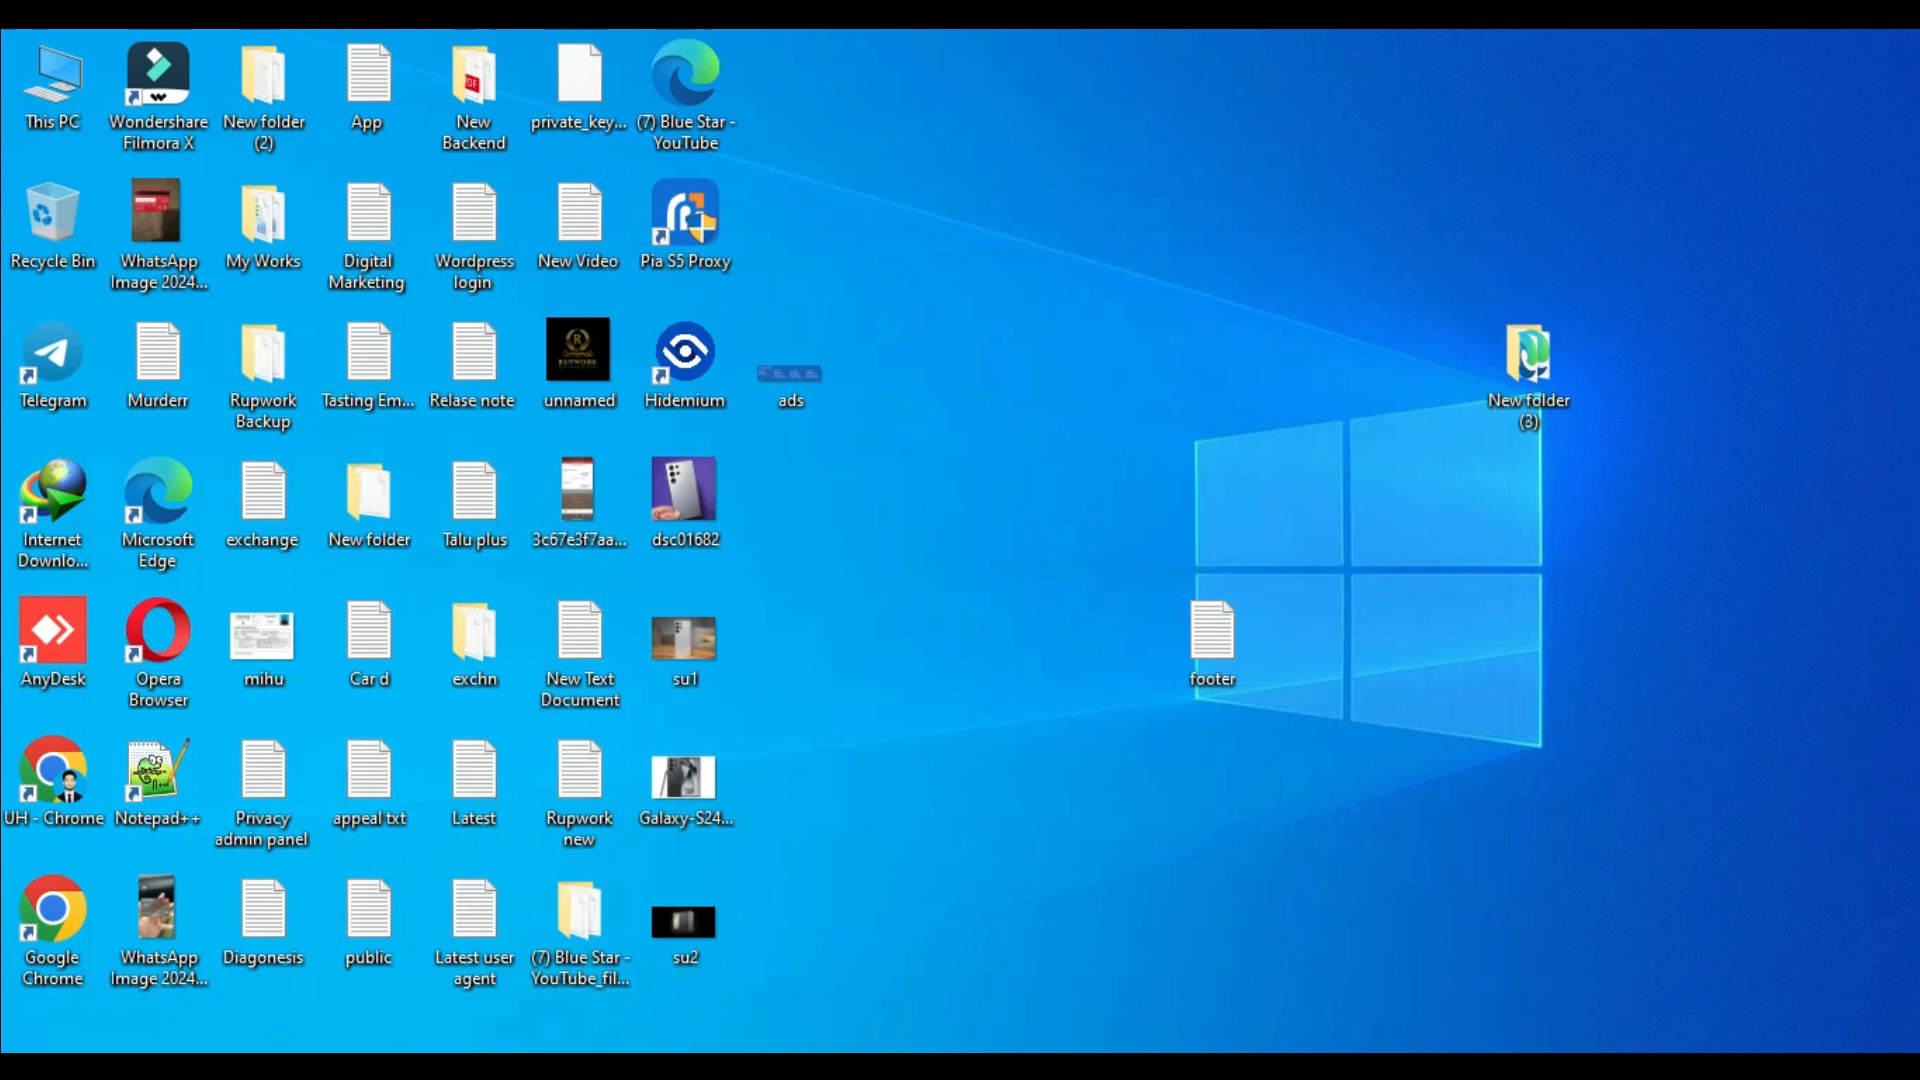 This PC
Wondershare
Filmora X
New folder
(2)
App
New
Backend
private_key...
(7) Blue Star -
YouTube
Recycle Bin
WhatsApp
Image 2024...
My Works
Digital
Marketing
Wordpress
login
New Video
Pia S5 Proxy
Telegram
Murderr
Rupwork
Backup
Tasting Em...
Relase note
RUPWORK
unnamed
Hidemium
ads
New folder
(3)
Internet
Downlo...
Microsoft
Edge
exchange
New folder
Talu plus
3c67e3f7aa...
dsc01682
AnyDesk
Opera
Browser
mihu
Car d
exchn
New Text
Document
su1
footer
UH - Chrome
Notepad++
Privacy
admin panel
appeal txt
Latest
Rupwork
new
Galaxy-S24...
Google
Chrome
WhatsApp
Image 2024...
Diagonesis
public
Latest user
agent
(7) Blue Star -
YouTube_fil...
su2